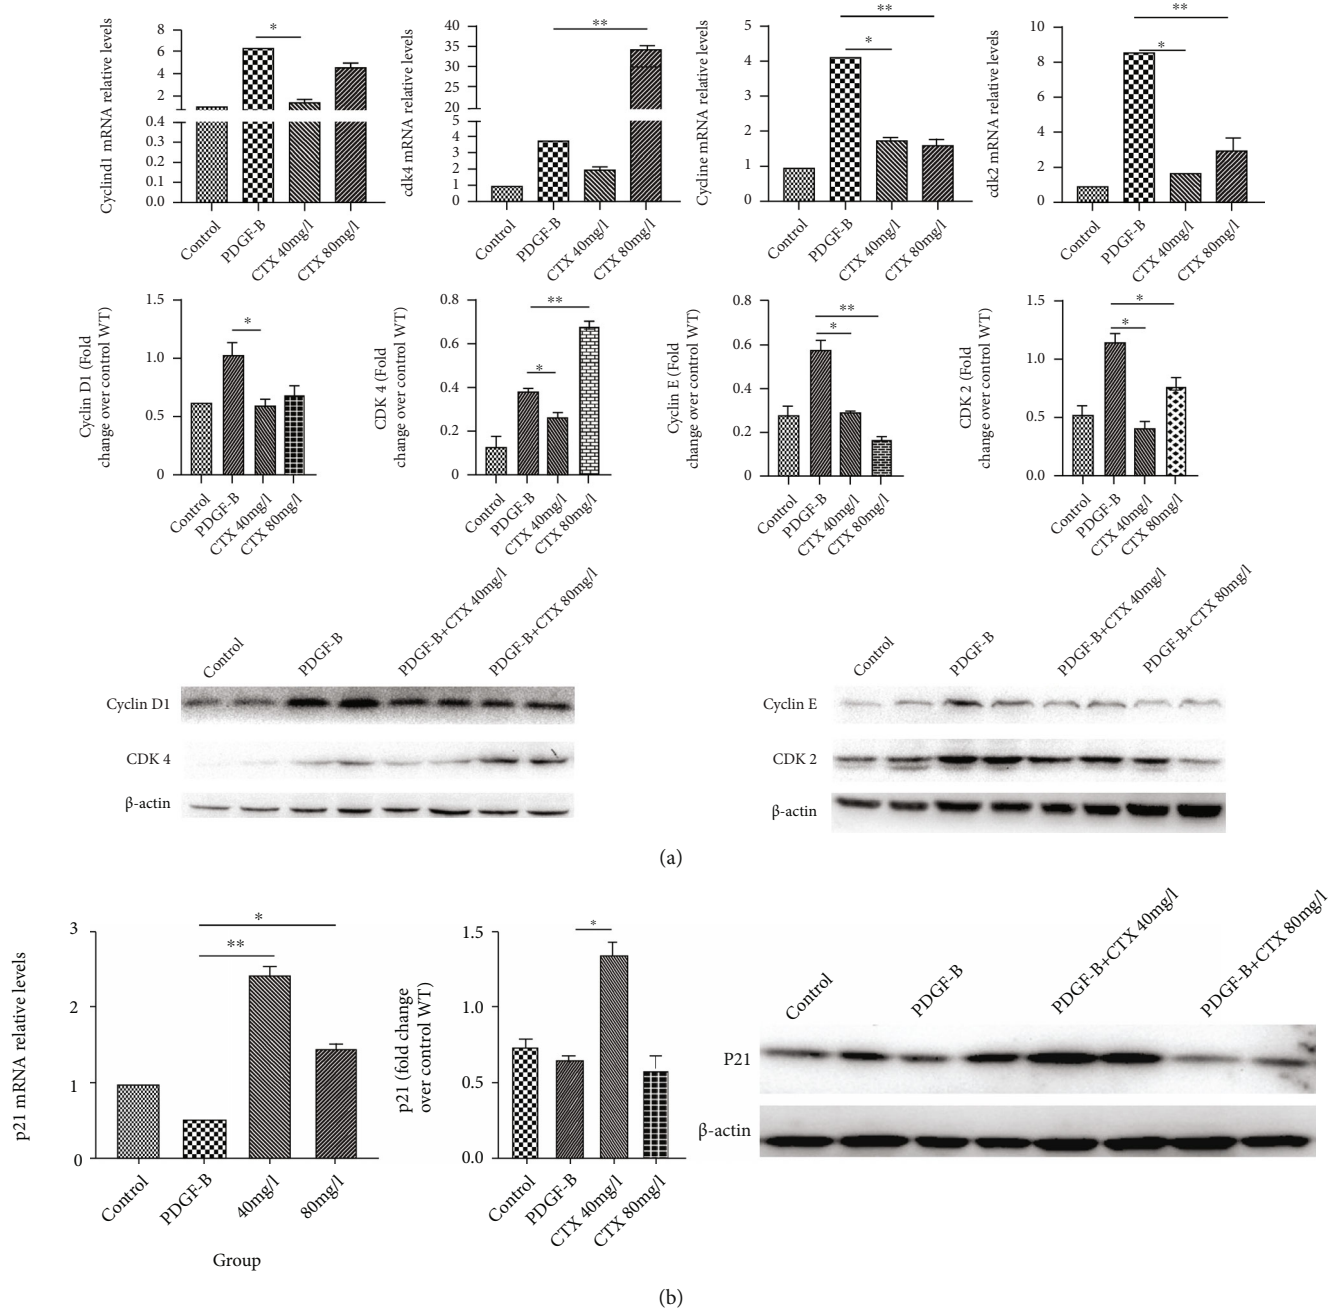 Cyclind1 mRNA relative levels
8
6
4
2
0.4
0.3
0.2
0.1
0.0
*
Control
PDGF-B
CTX 40mg/l
CTX 80mg/l
cdk4 mRNA relative levels
40
35
30
25
20
5
4
3
2
1
0
**
Control
PDGF-B
CTX 40mg/l
CTX 80mg/l
Cycline mRNA relative levels
5
4
3
2
1
0
**
*
Control
PDGF-B
CTX 40mg/l
CTX 80mg/l
cdk2 mRNA relative levels
10
8
6
4
2
0
**
*
Control
PDGF-B
CTX 40mg/l
CTX 80mg/l
Cyclin D1 (Fold
change over control WT)
1.5
1.0
0.5
0
*
Control
PDGF-B
CTX 40mg/l
CTX 80mg/l
CDK 4 (Fold
change over control WT)
0.8
0.6
0.4
0.2
0
**
*
Control
PDGF-B
CTX 40mg/l
CTX 80mg/l
Cyclin E (Fold
change over control WT)
0.8
0.6
0.4
0.2
0
**
*
Control
PDGF-B
CTX 40mg/l
CTX 80mg/l
CDK 2 (Fold
change over control WT)
1.5
1.0
0.5
0.0
*
*
Control
PDGF-B
CTX 40mg/l
CTX 80mg/l
Control
PDGF-B
PDGF-B+CTX 40mg/l
PDGF-B+CTX 80mg/l
Cyclin D1
CDK 4
β-actin
Control
PDGF-B
PDGF-B+CTX 40mg/l
PDGF-B+CTX 80mg/l
Cyclin E
CDK 2
β-actin
(a)
p21 mRNA relative levels
3
2
1
0
*
**
Control
PDGF-B
40mg/l
80mg/l
Group
p21 (fold change
over control WT)
1.5
1.0
0.5
0.0
*
Control
PDGF-B
CTX 40mg/l
CTX 80mg/l
Control
PDGF-B
PDGF-B+CTX 40mg/l
PDGF-B+CTX 80mg/l
P21
β-actin
(b)